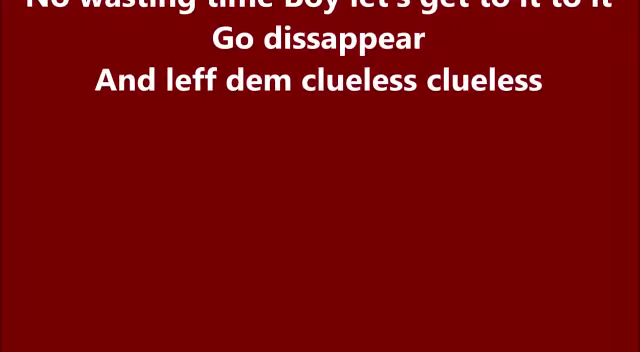 No wasting time Boy let's get to it to it
Go dissappear
And leff dem clueless clueless